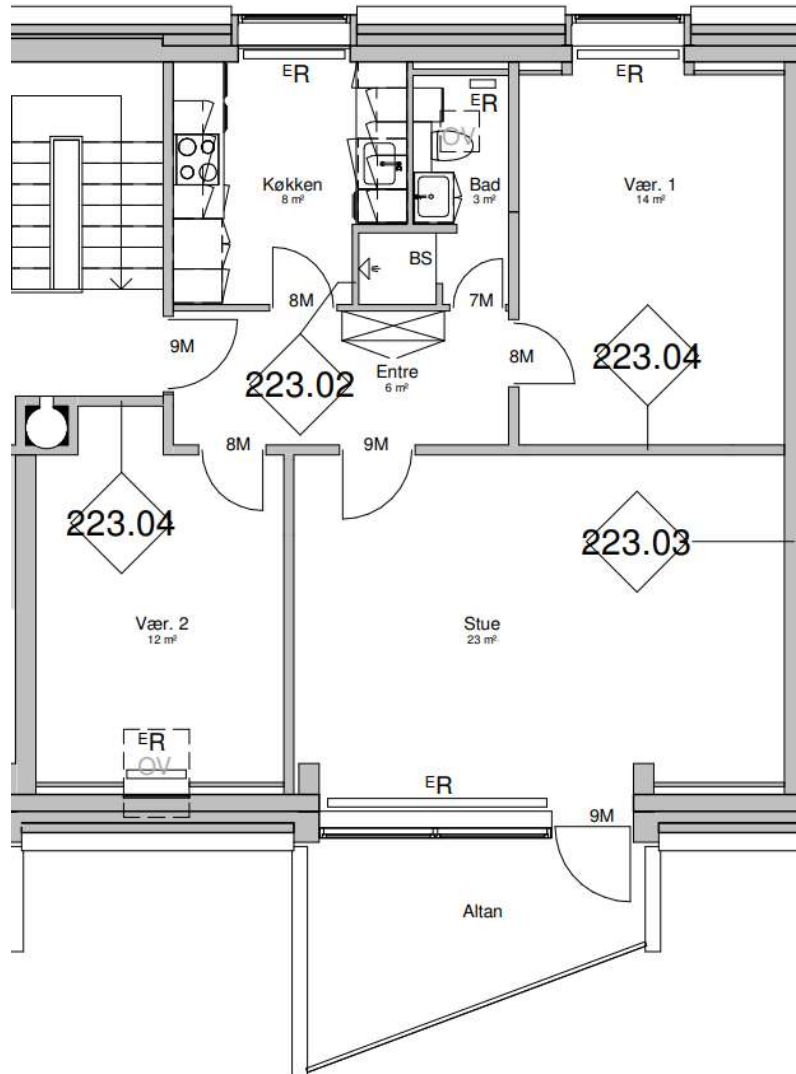 ER
ER
ER
OV
Køkken
8 m²
Bad
3 m²
Vær. 1
14 m²
BS
8M
7M
9M
8M
223.02
Entre
6 m²
223.04
8M
9M
223.04
223.03
Vær. 2
12 m²
Stue
23 m²
ER
OV
ER
9M
Altan